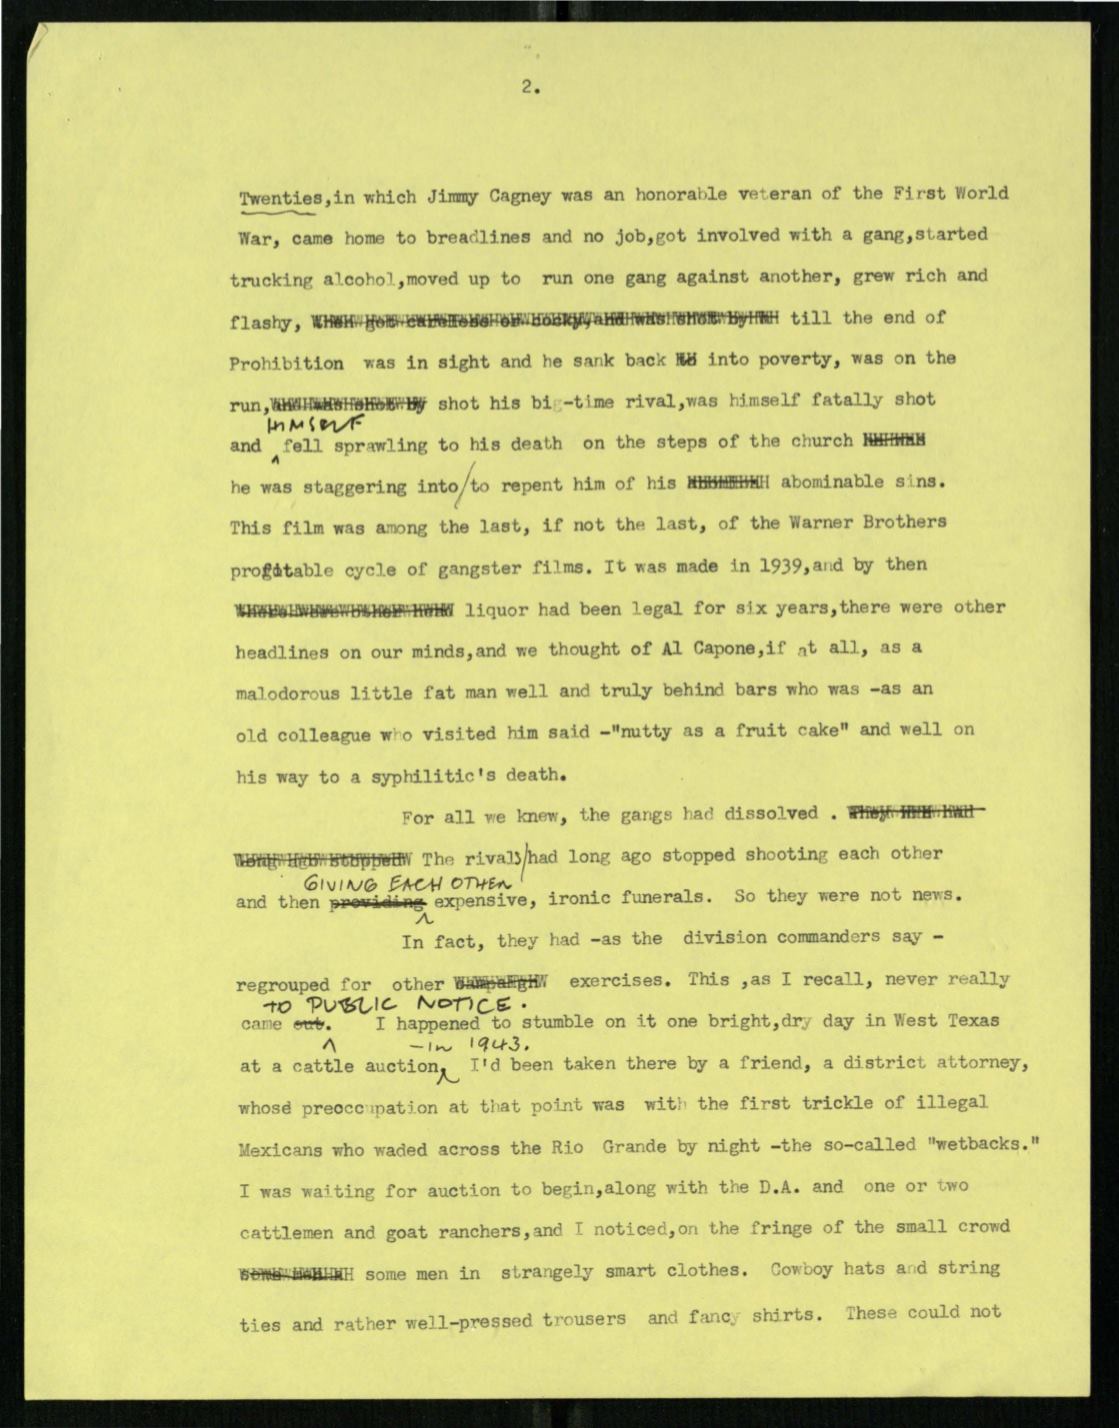 2.
Twenties,in which Jimmy Cagney was an honorable veteran of the First World
War, came home to breadlines and no job,got involved with a gang,started
trucking alcohol,moved up to run one gang against another, grew rich and
flashy, till the end of
Prohibition was in sight and he sank back into poverty, was on the
run, shot his big-time rival,was himself fatally shot
HIMSELF
and fell sprawling to his death on the steps of the church
he was staggering into/to repent him of his abominable sins.
This film was among the last, if not the last, of the Warner Brothers
profitable cycle of gangster films. It was made in 1939,and by then
liquor had been legal for six years,there were other
headlines on our minds,and we thought of Al Capone,if at all, as a
malodorous little fat man well and truly behind bars who was -as an
old colleague who visited him said -"nutty as a fruit cake" and well on
his way to a syphilitic's death.
For all we knew, the gangs had dissolved .
The rivals/had long ago stopped shooting each other
GIVING EACH OTHER
and then providing expensive, ironic funerals. So they were not news.
In fact, they had -as the division commanders say -
regrouped for other exercises. This ,as I recall, never really
TO PUBLIC NOTICE.
came out. I happened to stumble on it one bright,dry day in West Texas
-in 1943.
at a cattle auction, I'd been taken there by a friend, a district attorney,
whose preoccupation at that point was with the first trickle of illegal
Mexicans who waded across the Rio Grande by night -the so-called "wetbacks."
I was waiting for auction to begin,along with the D.A. and one or two
cattlemen and goat ranchers,and I noticed,on the fringe of the small crowd
some men in strangely smart clothes. Cowboy hats and string
ties and rather well-pressed trousers and fancy shirts. These could not